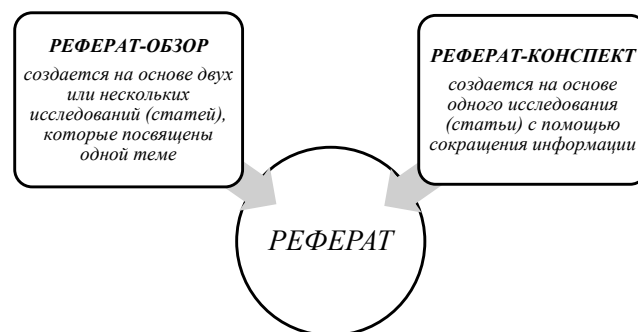 РЕФЕРАТ-ОБЗОР
создается на основе двух
или нескольких
исследований (статей),
которые посвящены
одной теме
РЕФЕРАТ-КОНСПЕКТ
создается на основе
одного исследования
(статьи) с помощью
сокращения информации
РЕФЕРАТ